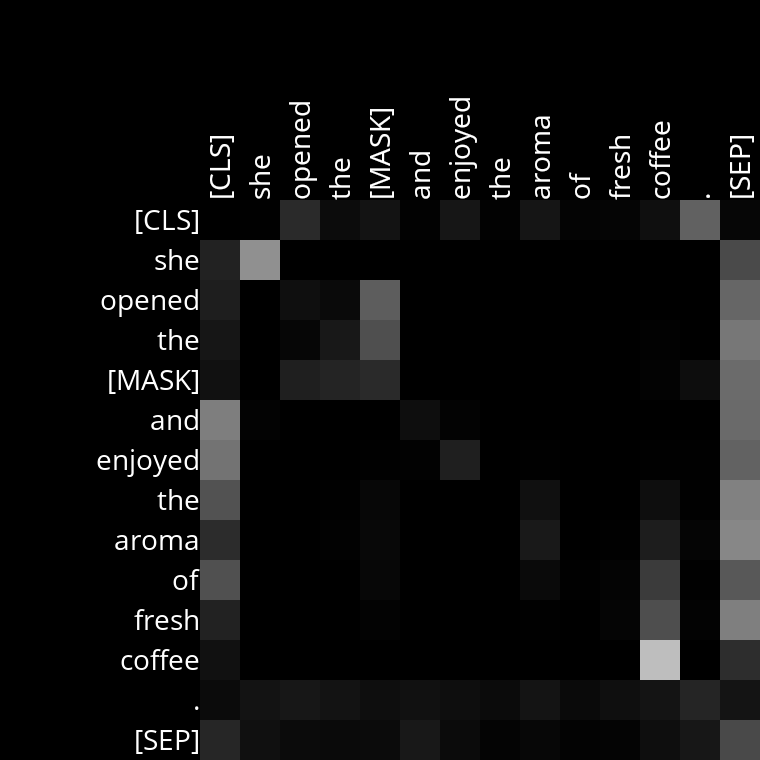 [CLS] she opened the [MASK] and enjoyed the aroma of fresh coffee . [SEP]
[CLS]
she
opened
the
[MASK]
and
enjoyed
the
aroma
of
fresh
coffee
.
[SEP]